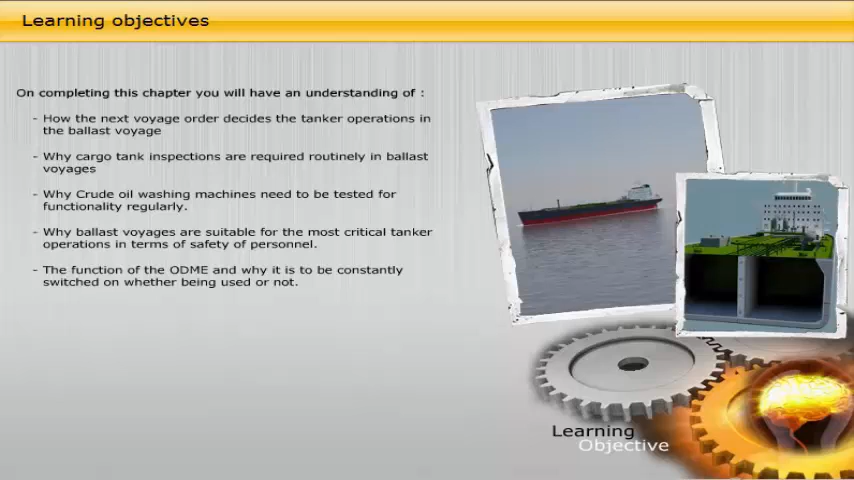 Learning objectives
On completing this chapter you will have an understanding of :
- How the next voyage order decides the tanker operations in
the ballast voyage
- Why cargo tank inspections are required routinely in ballast
voyages
- Why Crude oil washing machines need to be tested for
functionality regularly.
- Why ballast voyages are suitable for the most critical tanker
operations in terms of safety of personnel.
- The function of the ODME and why it is to be constantly
switched on whether being used or not.
Learning
Objective